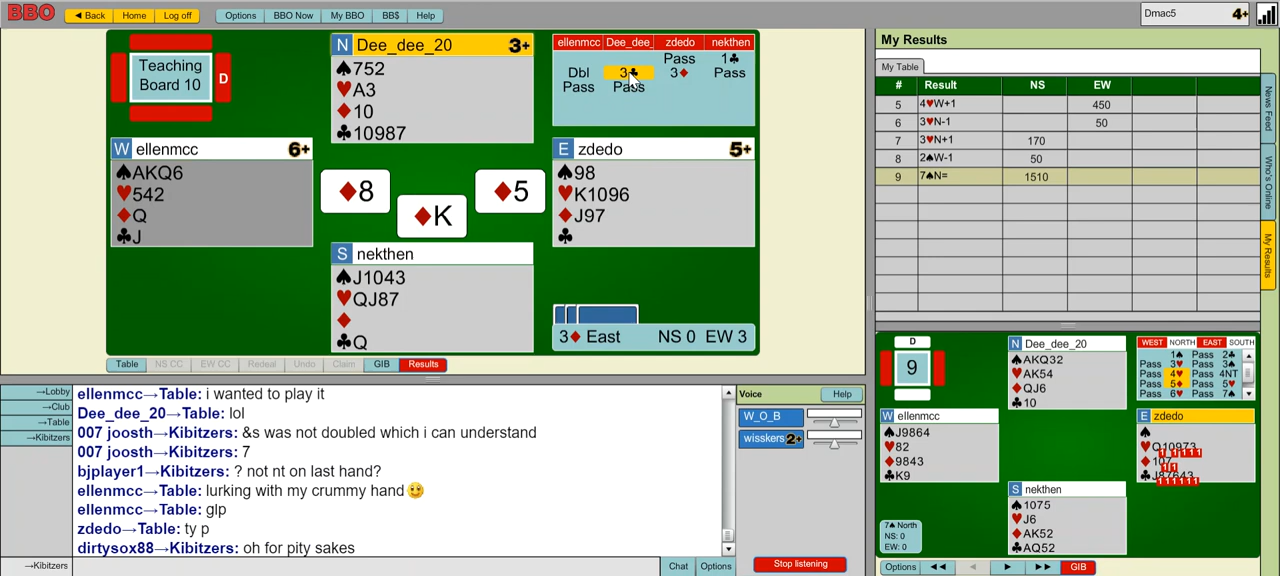 BBO
◄ Back Home Log off Options BBO Now My BBO BB$ Help Dmac5 4+
My Results
My Table
# Result NS EW
5 4♥W+1 450
6 3♥N-1 50
7 3♥N+1 170
8 2♠W-1 50
9 7♠N= 1510
Teaching
Board 10
D
N Dee_dee_20 3+
♠752
♥A3
♦10
♣10987
ellenmcc Dee_dee_ zdedo nekthen
Pass 1♣
Dbl 3♣ 3♦ Pass
Pass Pass
W ellenmcc 6+
♠AKQ6
♥542
♦Q
♣J
♦8
♦K
♦5
E zdedo 5+
♠98
♥K1096
♦J97
♣
S nekthen
♠J1043
♥QJ87
♦
♣Q
3♦ East NS 0 EW 3
Table NS CC EW CC Redeal Undo Claim GIB Results
→Lobby
→Club
→Table
→Kibitzers
ellenmcc→Table: i wanted to play it
Dee_dee_20→Table: lol
007 joosth→Kibitzers: &s was not doubled which i can understand
007 joosth→Kibitzers: 7
bjplayer1→Kibitzers: ? not nt on last hand?
ellenmcc→Table: lurking with my crummy hand
ellenmcc→Table: glp
zdedo→Table: ty p
dirtysox88→Kibitzers: oh for pity sakes
→Kibitzers Chat Options
Voice Help
W_O_B
wisskers 2+
Stop listening
D
9
N Dee_dee_20
♠AKQ32
♥AK54
♦QJ6
♣10
WEST NORTH EAST SOUTH
1♠ Pass 2♣
Pass 3♥ Pass 3♠
Pass 4♥ Pass 4NT
Pass 5♦ Pass 5♥
Pass 6♥ Pass 7♠
W ellenmcc
♠J9864
♥82
♦9843
♣K9
E zdedo
♠
♥Q10973
♦107
♣J87643
S nekthen
♠1075
♥J6
♦AK52
♣AQ52
7♠ North
NS: 0
EW: 0
Options ◄◄ ◄ ► ►► GIB
News Feed
Who's Online
My Results